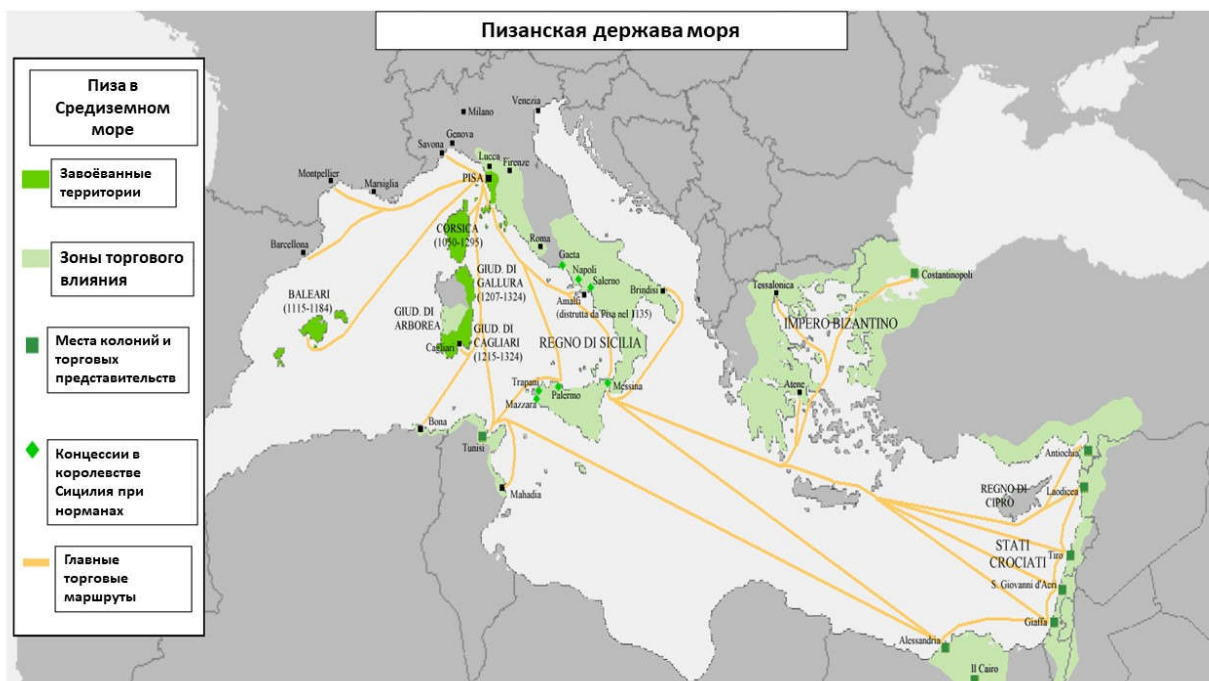 Пизанская держава моря
Пиза в
Средиземном
море
Завоёванные
территории
Зоны торгового
влияния
Места колоний и
торговых
представительств
Концессии в
королевстве
Сицилия при
норманах
Главные
торговые
маршруты
Venezia
Milano
Genova
Savona
Lucca
Firenze
PISA
Montpellier
Marsiglia
Barcellona
CORSICA
(1050-1295)
Roma
Gaeta
Napoli
Salerno
Amalfi
(distrutta da Pisa nel 1135)
Brindisi
BALEARI
(1115-1184)
GIUD. DI
GALLURA
(1207-1324)
GIUD. DI
ARBOREA
GIUD. DI
CAGLIARI
(1215-1324)
Cagliari
REGNO DI SICILIA
Tessalonica
Costantinopoli
IMPERO BIZANTINO
Atene
Trapani
Palermo
Mazzara
Messina
Bona
Tunisi
Mahadia
Antiochia
REGNO DI
CIPRO
Laodicea
STATI
CROCIATI
Tiro
S. Giovanni d'Acri
Giaffa
Alessandria
Il Cairo